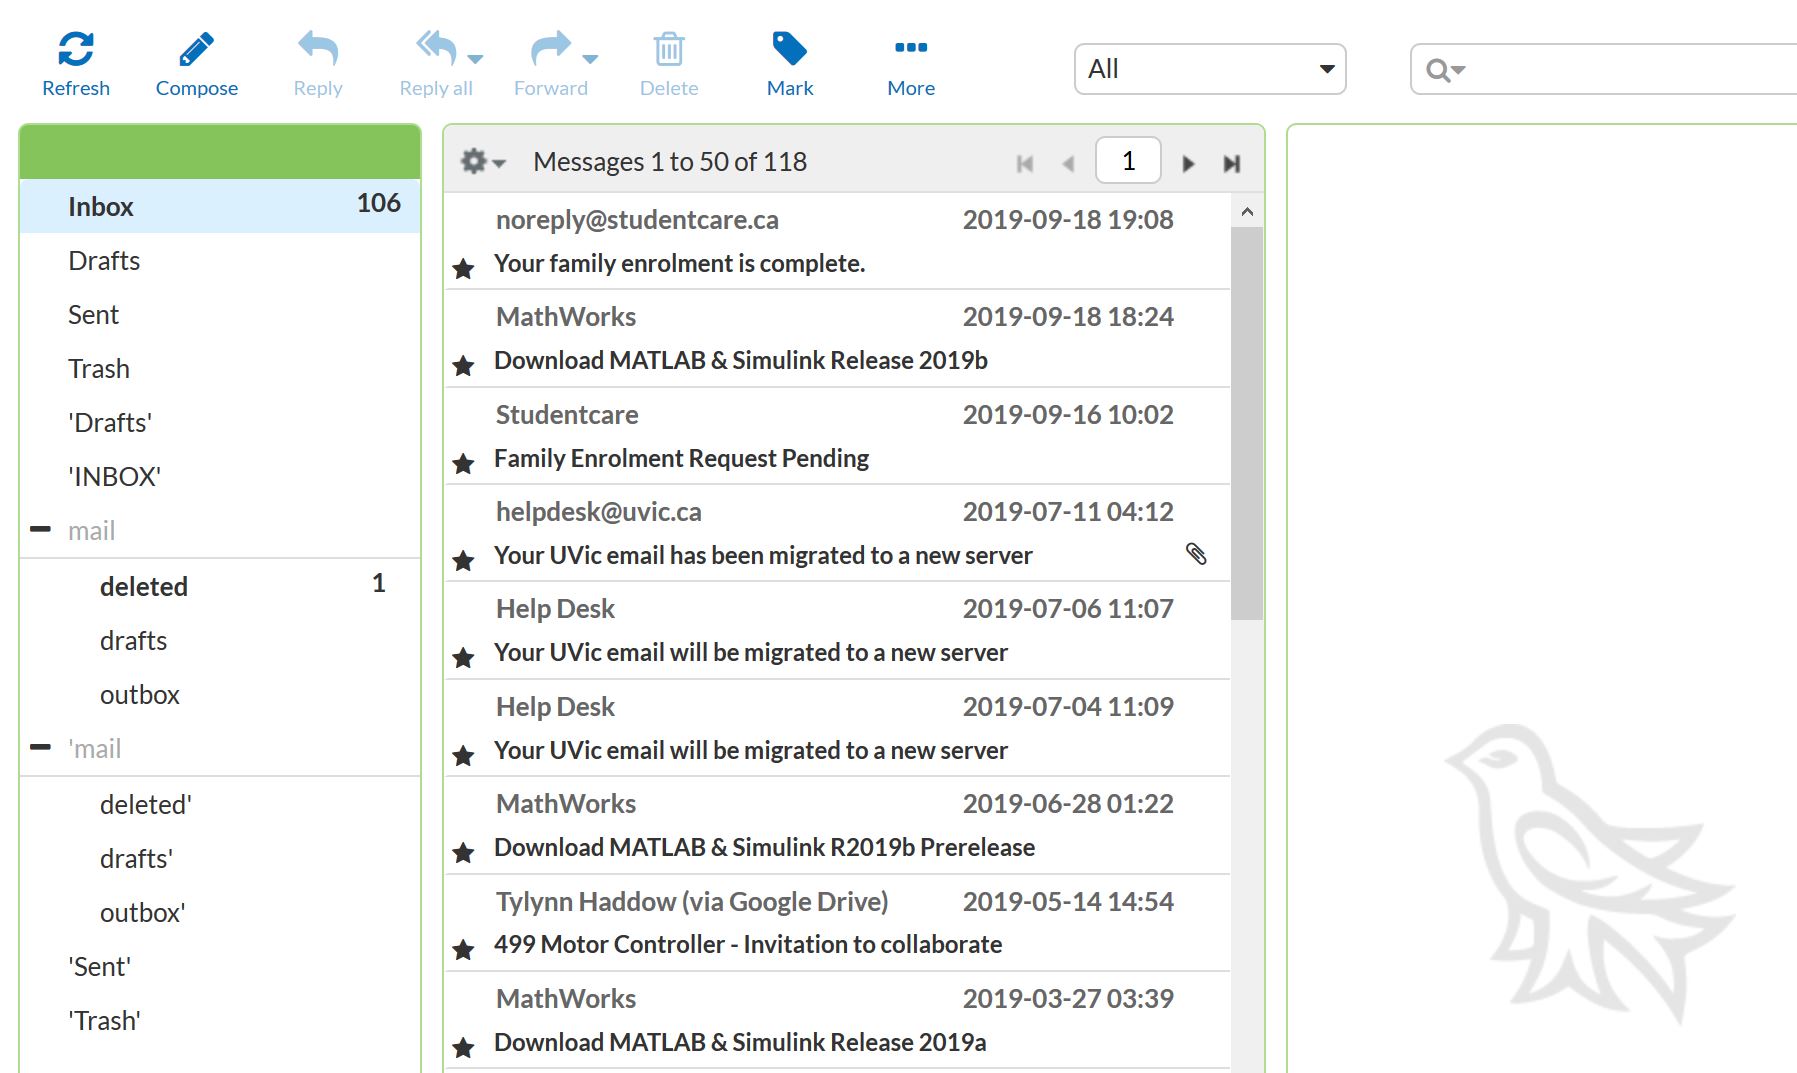 Refresh
Compose
Reply
Reply all
Forward
Delete
Mark
More
All
Inbox 106
Drafts
Sent
Trash
'Drafts'
'INBOX'
mail
deleted 1
drafts
outbox
'mail
deleted'
drafts'
outbox'
'Sent'
'Trash'
Messages 1 to 50 of 118
1
noreply@studentcare.ca 2019-09-18 19:08
Your family enrolment is complete.
MathWorks 2019-09-18 18:24
Download MATLAB & Simulink Release 2019b
Studentcare 2019-09-16 10:02
Family Enrolment Request Pending
helpdesk@uvic.ca 2019-07-11 04:12
Your UVic email has been migrated to a new server
Help Desk 2019-07-06 11:07
Your UVic email will be migrated to a new server
Help Desk 2019-07-04 11:09
Your UVic email will be migrated to a new server
MathWorks 2019-06-28 01:22
Download MATLAB & Simulink R2019b Prerelease
Tylynn Haddow (via Google Drive) 2019-05-14 14:54
499 Motor Controller - Invitation to collaborate
MathWorks 2019-03-27 03:39
Download MATLAB & Simulink Release 2019a